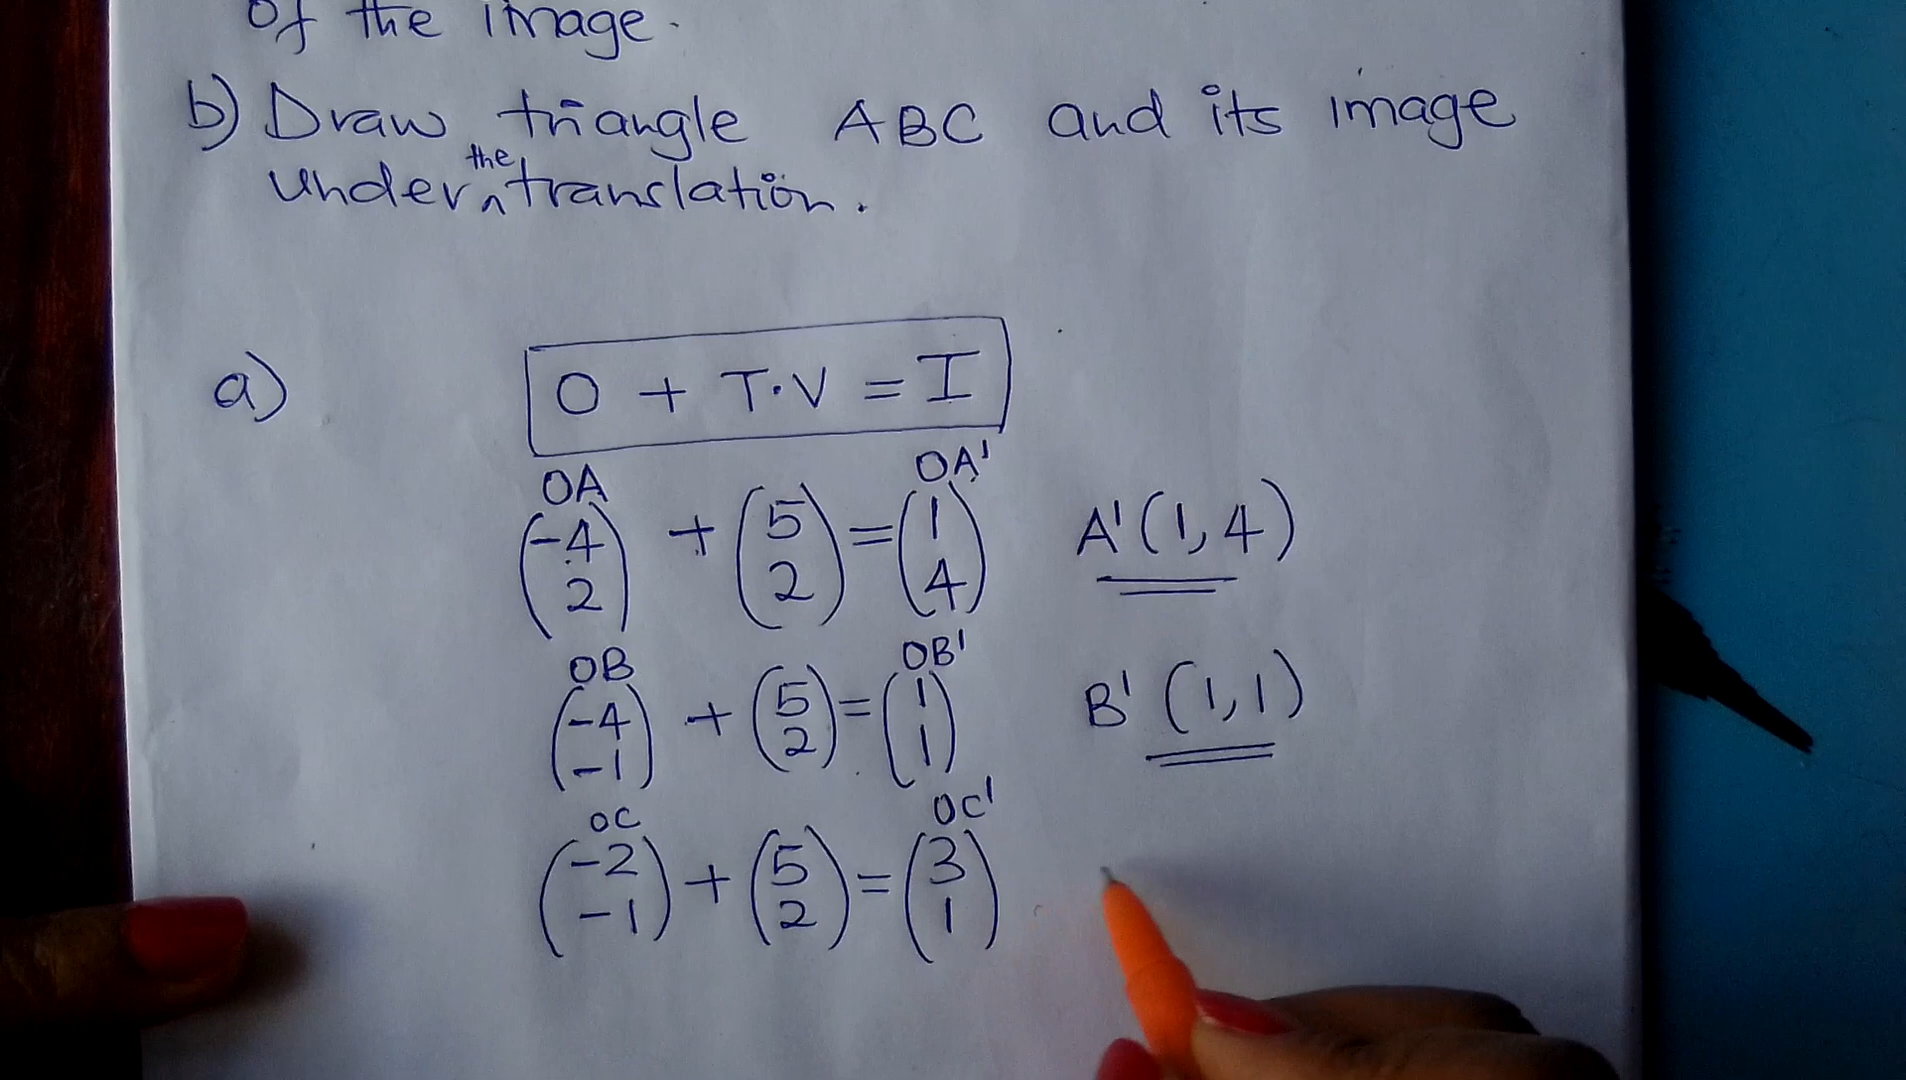 of the image.
b) Draw triangle ABC and its image
under the translation.
a)
O + T.V = I
OA OA'
(-4 2) + (5 2) = (1 4) A'(1,4)
OB OB'
(-4 -1) + (5 2) = (1 1) B'(1,1)
OC OC'
(-2 -1) + (5 2) = (3 1)